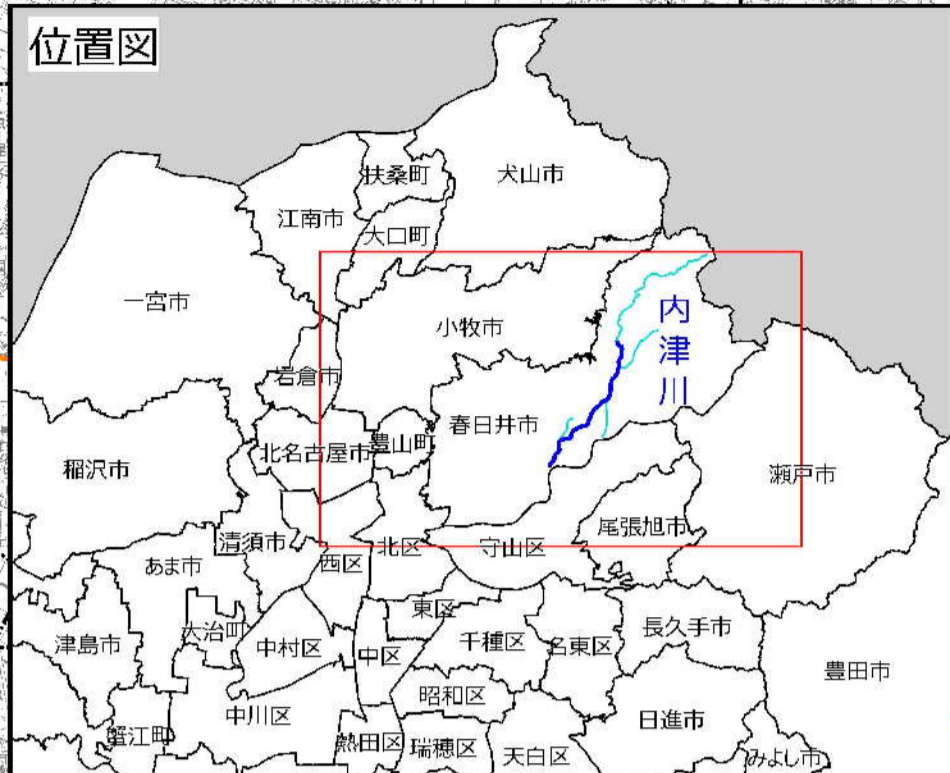 位置図
扶桑町
犬山市
江南市
大口町
一宮市
内津川
小牧市
岩倉市
春日井市
北名古屋市
豊山町
稲沢市
瀬戸市
尾張旭市
清須市
北区
守山区
西区
あま市
東区
長久手市
津島市
大治町
中村区
中区
千種区
名東区
豊田市
昭和区
中川区
日進市
蟹江町
熱田区
瑞穂区
天白区
みよし市